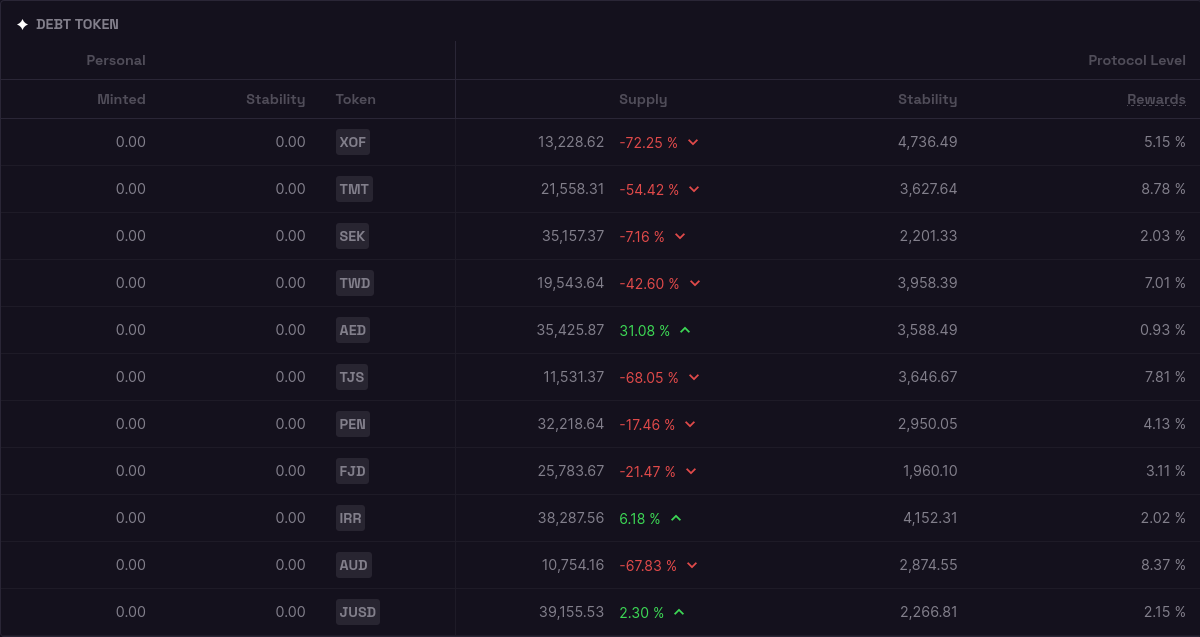 DEBT TOKEN
Personal Protocol Level
Minted Stability Token Supply Stability Rewards
0.00 0.00 XOF 13,228.62 -72.25 % 4,736.49 5.15 %
0.00 0.00 TMT 21,558.31 -54.42 % 3,627.64 8.78 %
0.00 0.00 SEK 35,157.37 -7.16 % 2,201.33 2.03 %
0.00 0.00 TWD 19,543.64 -42.60 % 3,958.39 7.01 %
0.00 0.00 AED 35,425.87 31.08 % 3,588.49 0.93 %
0.00 0.00 TJS 11,531.37 -68.05 % 3,646.67 7.81 %
0.00 0.00 PEN 32,218.64 -17.46 % 2,950.05 4.13 %
0.00 0.00 FJD 25,783.67 -21.47 % 1,960.10 3.11 %
0.00 0.00 IRR 38,287.56 6.18 % 4,152.31 2.02 %
0.00 0.00 AUD 10,754.16 -67.83 % 2,874.55 8.37 %
0.00 0.00 JUSD 39,155.53 2.30 % 2,266.81 2.15 %